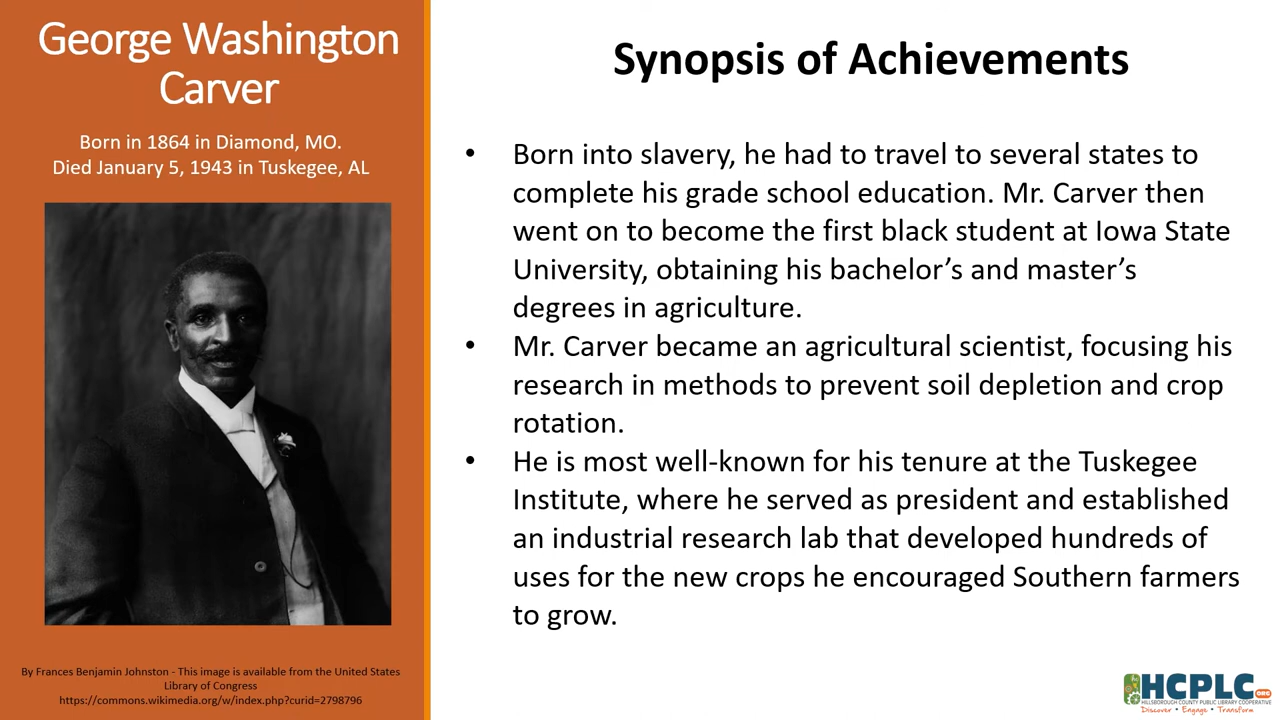 George Washington
Carver
Born in 1864 in Diamond, MO.
Died January 5, 1943 in Tuskegee, AL
By Frances Benjamin Johnston - This image is available from the United States
Library of Congress
https://commons.wikimedia.org/w/index.php?curid=2798796
Synopsis of Achievements
• Born into slavery, he had to travel to several states to
complete his grade school education. Mr. Carver then
went on to become the first black student at Iowa State
University, obtaining his bachelor’s and master’s
degrees in agriculture.
• Mr. Carver became an agricultural scientist, focusing his
research in methods to prevent soil depletion and crop
rotation.
• He is most well-known for his tenure at the Tuskegee
Institute, where he served as president and established
an industrial research lab that developed hundreds of
uses for the new crops he encouraged Southern farmers
to grow.
HCPLC.ORG
HILLSBOROUGH COUNTY PUBLIC LIBRARY COOPERATIVE
Discover • Engage • Transform